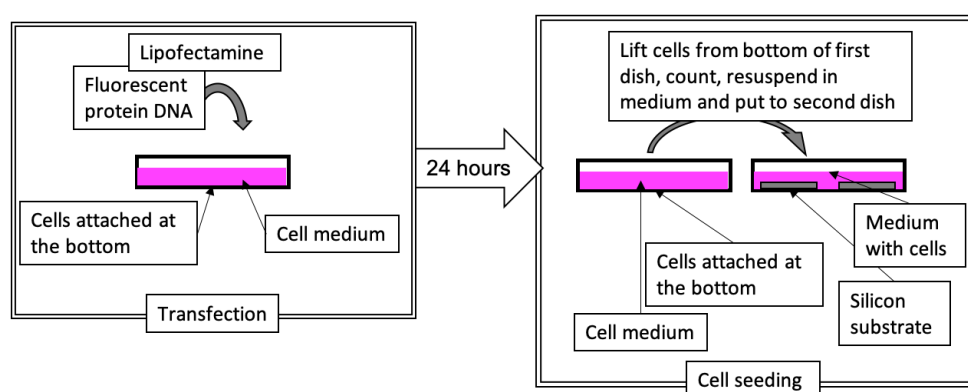 Lipofectamine
Fluorescent
protein DNA
Cells attached at
the bottom
Cell medium
Transfection
24 hours
Lift cells from bottom of first
dish, count, resuspend in
medium and put to second dish
Medium
with cells
Cells attached at
the bottom
Silicon
substrate
Cell medium
Cell seeding